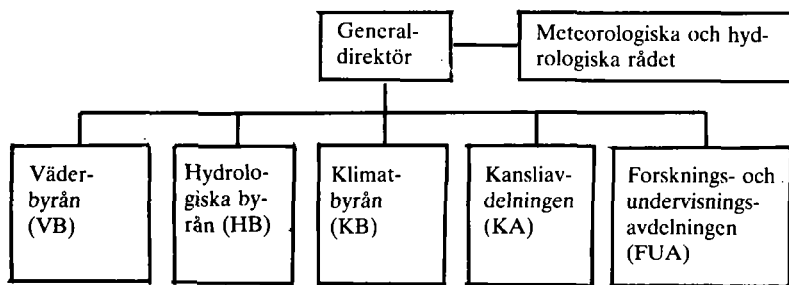 General-
direktör
Meteorologiska och hyd-
rologiska rådet
Väder-
byrån
(VB)
Hydrolo-
giska by-
rån (HB)
Klimat-
byrån
(KB)
Kansliav-
delningen
(KA)
Forsknings- och
undervisnings-
avdelningen
(FUA)